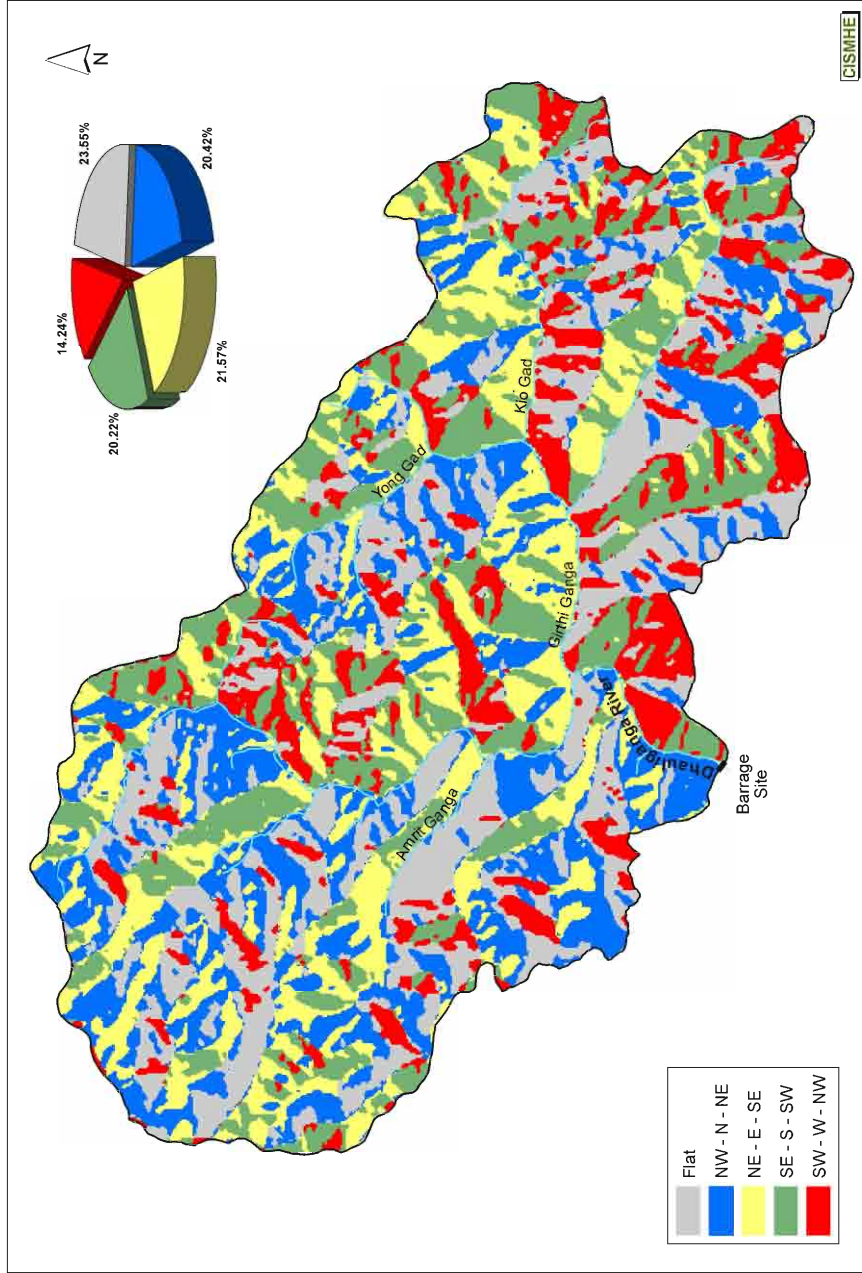 N
23.55%
20.42%
14.24%
20.22%
21.57%
Yong Gad
Kio Gad
Girthi Ganga
Amrit Ganga
Dhauliganga River
Barrage
Site
Flat
NW - N - NE
NE - E - SE
SE - S - SW
SW - W - NW
CISMHE